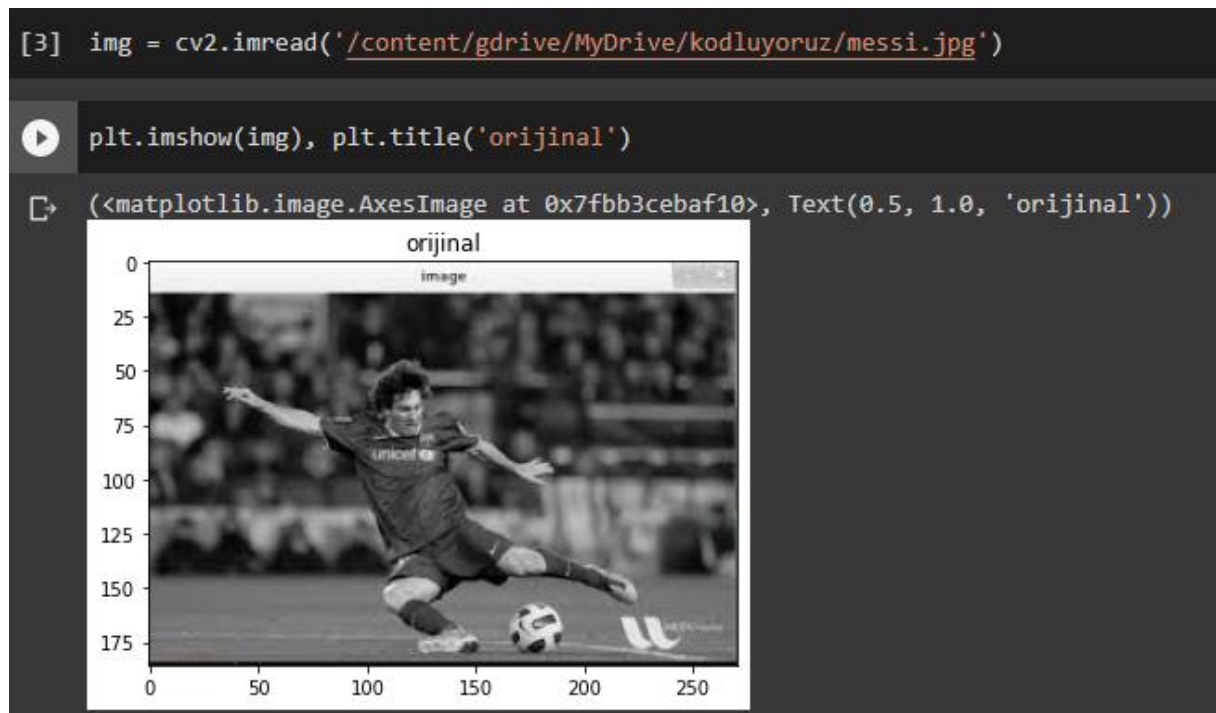 [3] img = cv2.imread('/content/gdrive/MyDrive/kodluyoruz/messi.jpg')
plt.imshow(img), plt.title('orijinal')
(<matplotlib.image.AxesImage at 0x7fbb3cebaf10>, Text(0.5, 1.0, 'orijinal'))
orijinal
image
0
25
50
75
100
125
150
175
unicef
0 50 100 150 200 250